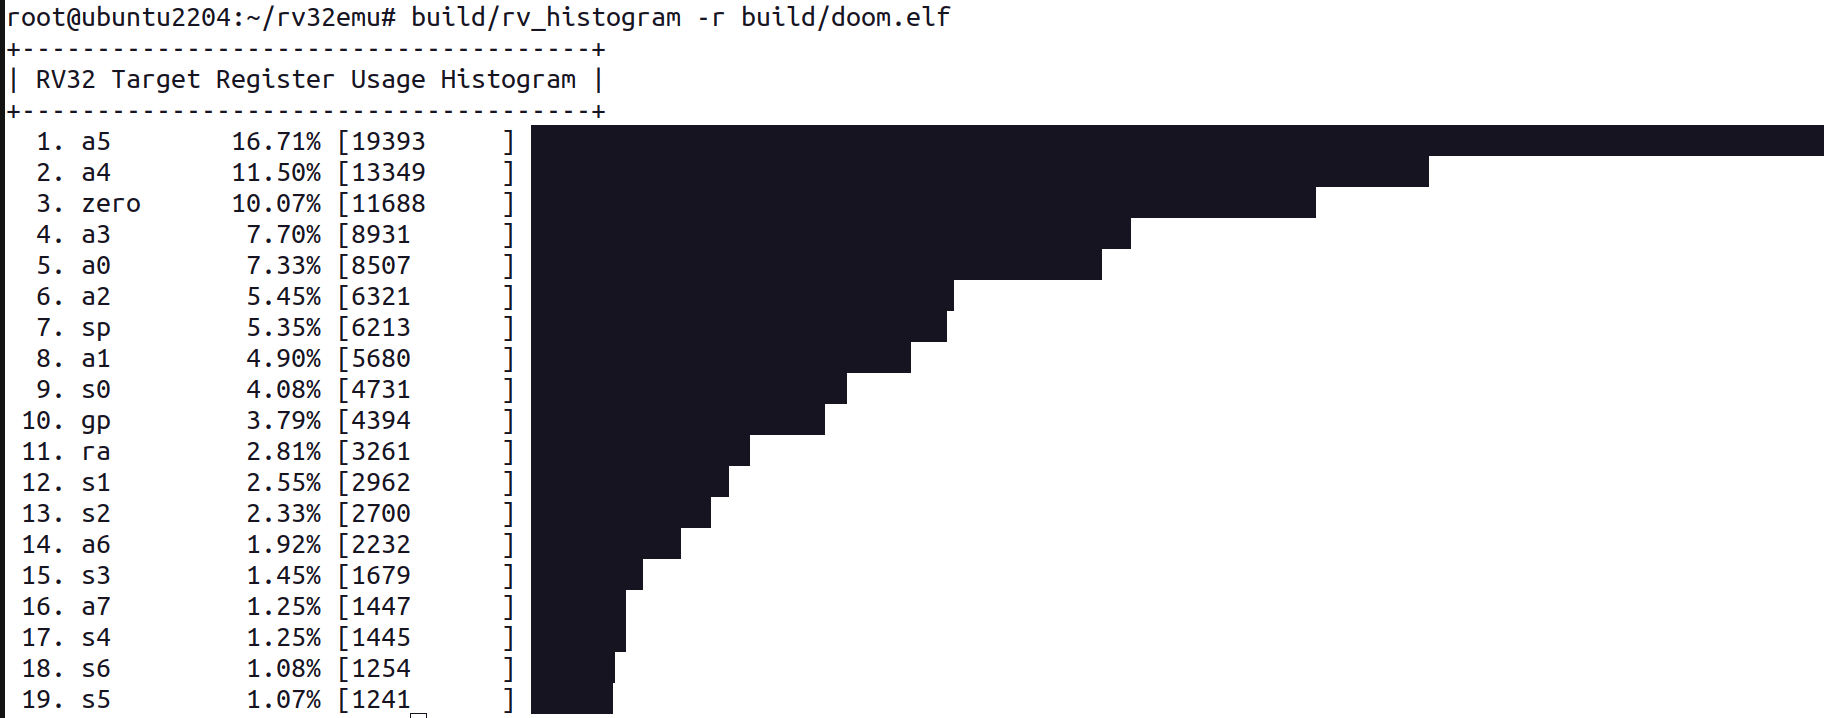 root@ubuntu2204:~/rv32emu# build/rv_histogram -r build/doom.elf
+--------------------------------------+
| RV32 Target Register Usage Histogram |
+--------------------------------------+
  1. a5        16.71% [19393     ]
  2. a4        11.50% [13349     ]
  3. zero      10.07% [11688     ]
  4. a3         7.70% [8931      ]
  5. a0         7.33% [8507      ]
  6. a2         5.45% [6321      ]
  7. sp         5.35% [6213      ]
  8. a1         4.90% [5680      ]
  9. s0         4.08% [4731      ]
 10. gp         3.79% [4394      ]
 11. ra         2.81% [3261      ]
 12. s1         2.55% [2962      ]
 13. s2         2.33% [2700      ]
 14. a6         1.92% [2232      ]
 15. s3         1.45% [1679      ]
 16. a7         1.25% [1447      ]
 17. s4         1.25% [1445      ]
 18. s6         1.08% [1254      ]
 19. s5         1.07% [1241      ]